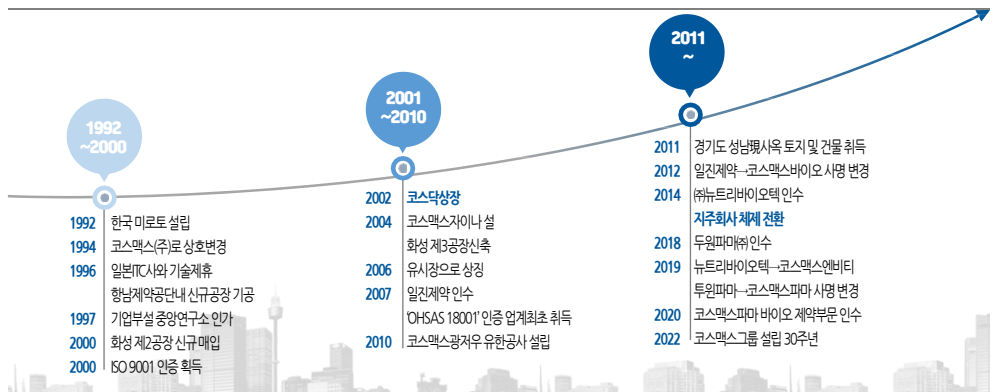 1992
~2000
1992 한국 미로토 설립
1994 코스맥스(주)로 상호변경
1996 일본ITC사와 기술제휴
향남제약공단내 신규공장 기공
1997 기업부설 중앙연구소 인가
2000 화성 제2공장 신규 매입
2000 ISO 9001 인증 획득
2001
~2010
2002 코스닥상장
2004 코스맥스자이나 설
화성 제3공장신축
2006 유시장으로 상징
2007 일진제약 인수
'OHSAS 18001' 인증 업계최초 취득
2010 코스맥스광저우 유한공사 설립
2011
~
2011 경기도 성남現사옥 토지 및 건물 취득
2012 일진제약→코스맥스바이오 사명 변경
2014 ㈜뉴트리바이오텍 인수
지주회사 체제 전환
2018 두원파마㈜ 인수
2019 뉴트리바이오텍→코스맥스엔비티
투윈파마→코스맥스파마 사명 변경
2020 코스맥스파마 바이오 제약부문 인수
2022 코스맥스그룹 설립 30주년